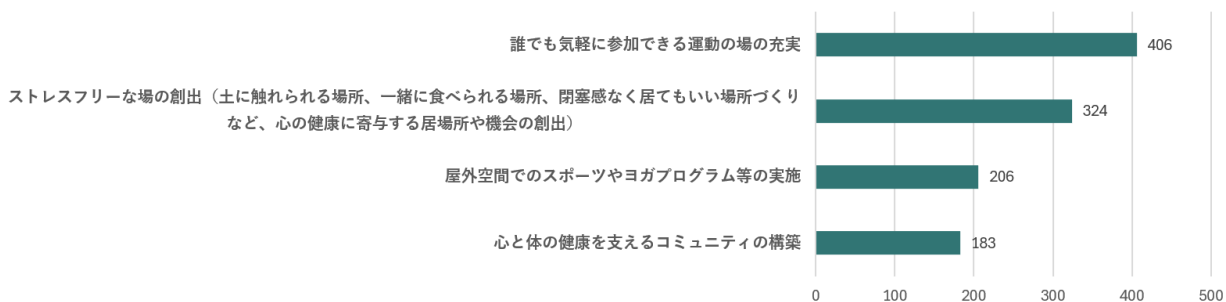 誰でも気軽に参加できる運動の場の充実
406
ストレスフリーな場の創出（土に触れられる場所、一緒に食べられる場所、閉塞感なく居てもいい場所づくり
など、心の健康に寄与する居場所や機会の創出）
324
屋外空間でのスポーツやヨガプログラム等の実施
206
心と体の健康を支えるコミュニティの構築
183
0 100 200 300 400 500